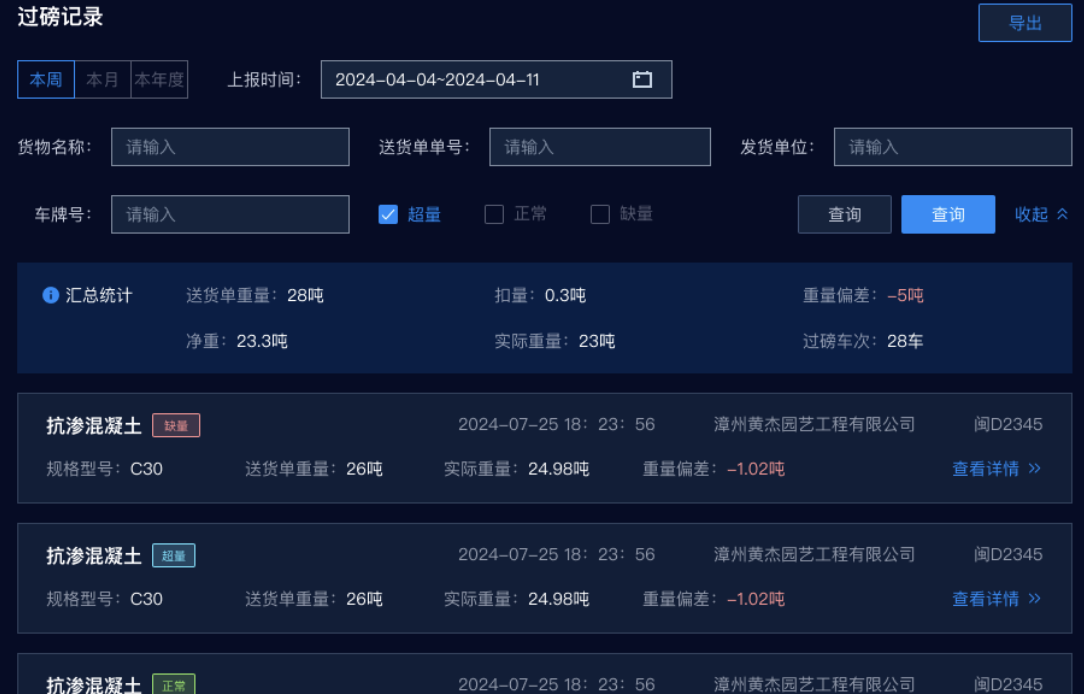 过磅记录
导出
本周 本月 本年度 上报时间： 2024-04-04~2024-04-11
货物名称： 请输入 送货单单号： 请输入 发货单位： 请输入
车牌号： 请输入 超量 正常 缺量 查询 查询 收起
汇总统计 送货单重量： 28吨 扣量： 0.3吨 重量偏差： -5吨
净重： 23.3吨 实际重量： 23吨 过磅车次： 28车
抗渗混凝土 缺量 2024-07-25 18：23：56 漳州黄杰园艺工程有限公司 闽D2345
规格型号： C30 送货单重量： 26吨 实际重量： 24.98吨 重量偏差： -1.02吨 查看详情
抗渗混凝土 超量 2024-07-25 18：23：56 漳州黄杰园艺工程有限公司 闽D2345
规格型号： C30 送货单重量： 26吨 实际重量： 24.98吨 重量偏差： -1.02吨 查看详情
抗渗混凝土 正常 2024-07-25 18：23：56 漳州黄杰园艺工程有限公司 闽D2345